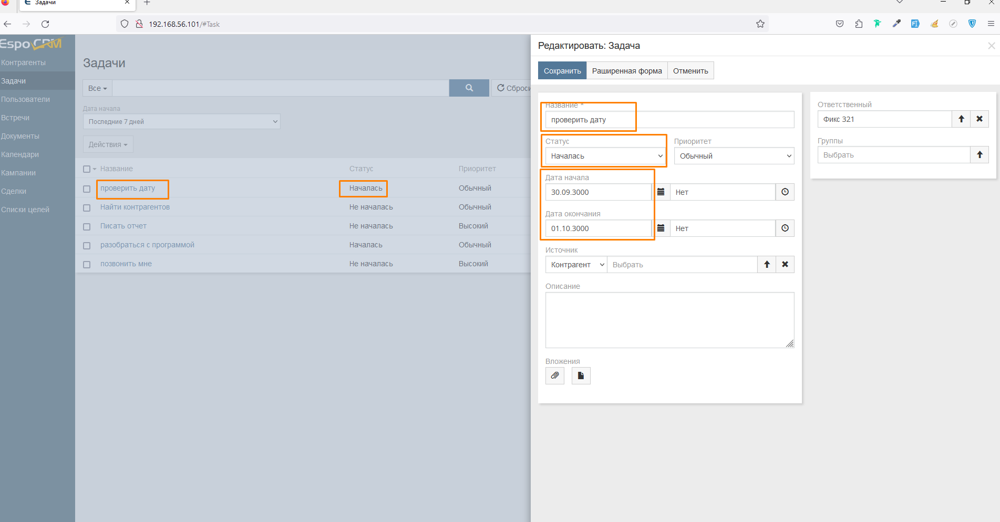 Задачи
192.168.56.101/#Task
EspoCRM
Контрагенты
Задачи
Пользователи
Встречи
Документы
Календари
Кампании
Сделки
Списки целей
Задачи
Все
Сброси
Дата начала
Последние 7 дней
Действия
Название Статус Приоритет
проверить дату Началась Обычный
Найти контрагентов Не началась Обычный
Писать отчет Не началась Высокий
разобраться с программой Началась Обычный
позвонить мне Не началась Высокий
Редактировать: Задача
Сохранить Раширенная форма Отменить
Название *
проверить дату
Статус Приоритет
Началась Обычный
Дата начала
30.09.3000 Нет
Дата окончания
01.10.3000 Нет
Источник
Контрагент Выбрать
Описание
Вложения
Ответственный
Фикс 321
Группы
Выбрать